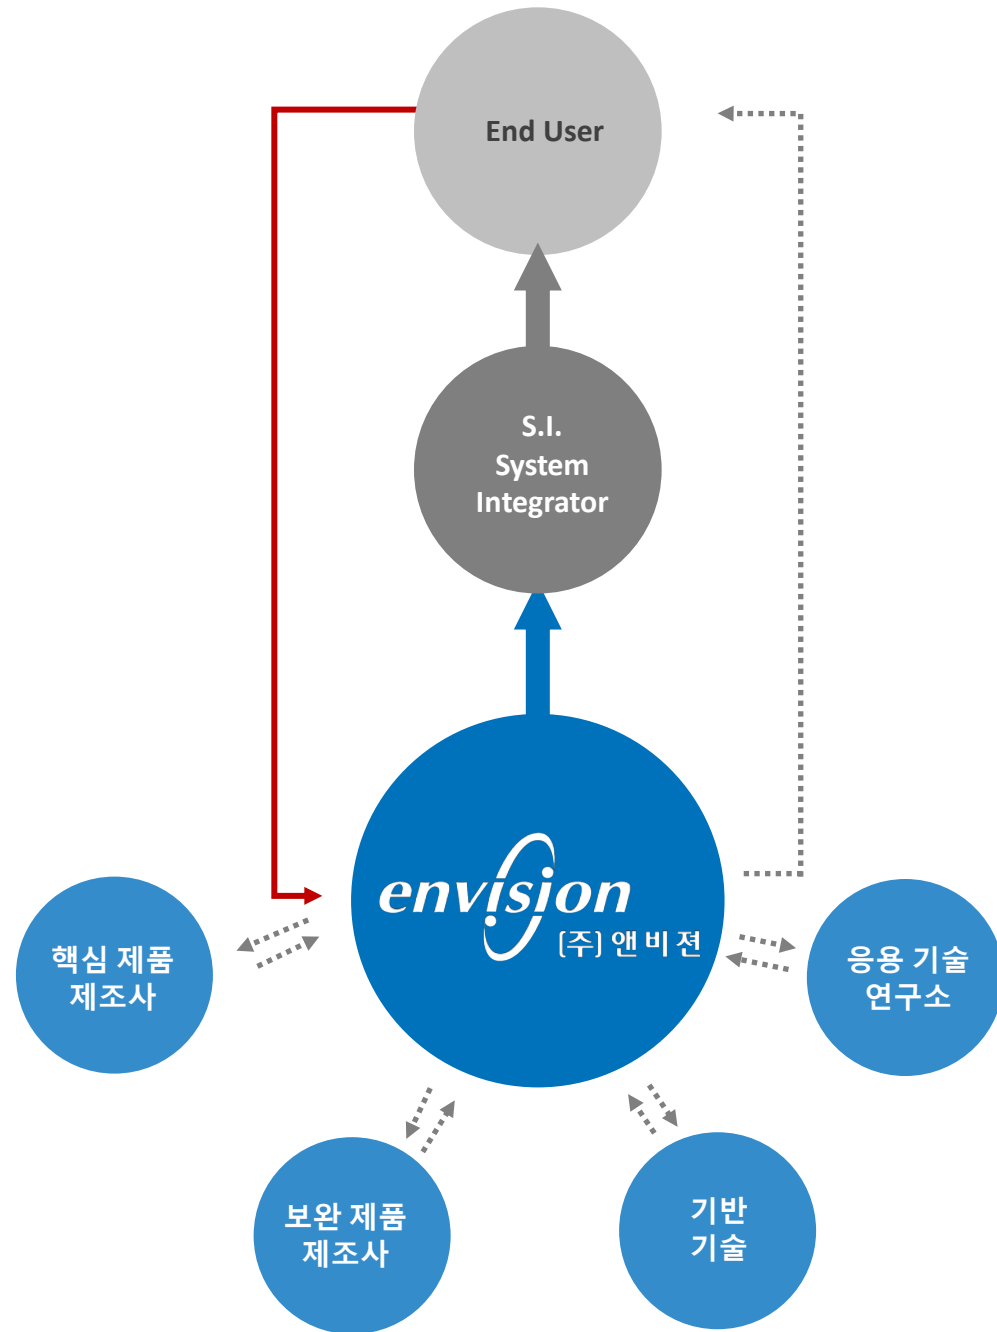 End User
S.I.
System
Integrator
envision
(주) 앤비젼
핵심 제품
제조사
응용 기술
연구소
보완 제품
제조사
기반
기술